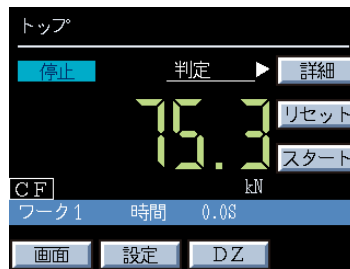 トップ
停止 判定 ▶ 詳細
75.3 リセット
スタート
CF kN
ワーク1 時間 0.0S
画面 設定 DZ